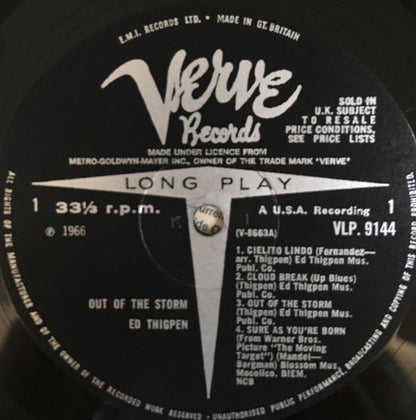 E.M.I. RECORDS LTD. • MADE IN GT. BRITAIN
Verve
Records
SOLD IN
U.K. SUBJECT
TO RESALE
PRICE CONDITIONS,
SEE PRICE LISTS
MADE UNDER LICENCE FROM
METRO-GOLDWYN-MAYER INC., OWNER OF THE TRADE MARK "VERVE"
LONG PLAY
1 33⅓ r.p.m.
A U.S.A. Recording 1
℗ 1966
(V-8663A) VLP. 9144
OUT OF THE STORM
ED THIGPEN
1. CIELITO LINDO (Fernandez—
arr. Thigpen) Ed Thigpen Mus.
Publ. Co.
2. CLOUD BREAK (Up Blues)
(Thigpen) Ed Thigpen Mus.
Publ. Co.
3. OUT OF THE STORM
(Thigpen) Ed Thigpen Mus.
Publ. Co.
4. SURE AS YOU'RE BORN
(From Warner Bros.
Picture "The Moving
Target") (Mandel—
Bergman) Blossom Mus.
Mecolico. BIEM.
NCB
ALL RIGHTS OF THE MANUFACTURER AND OF THE OWNER OF THE RECORDED WORK RESERVED • UNAUTHORISED PUBLIC PERFORMANCE, BROADCASTING AND COPYING OF THIS RECORD PROHIBITED.